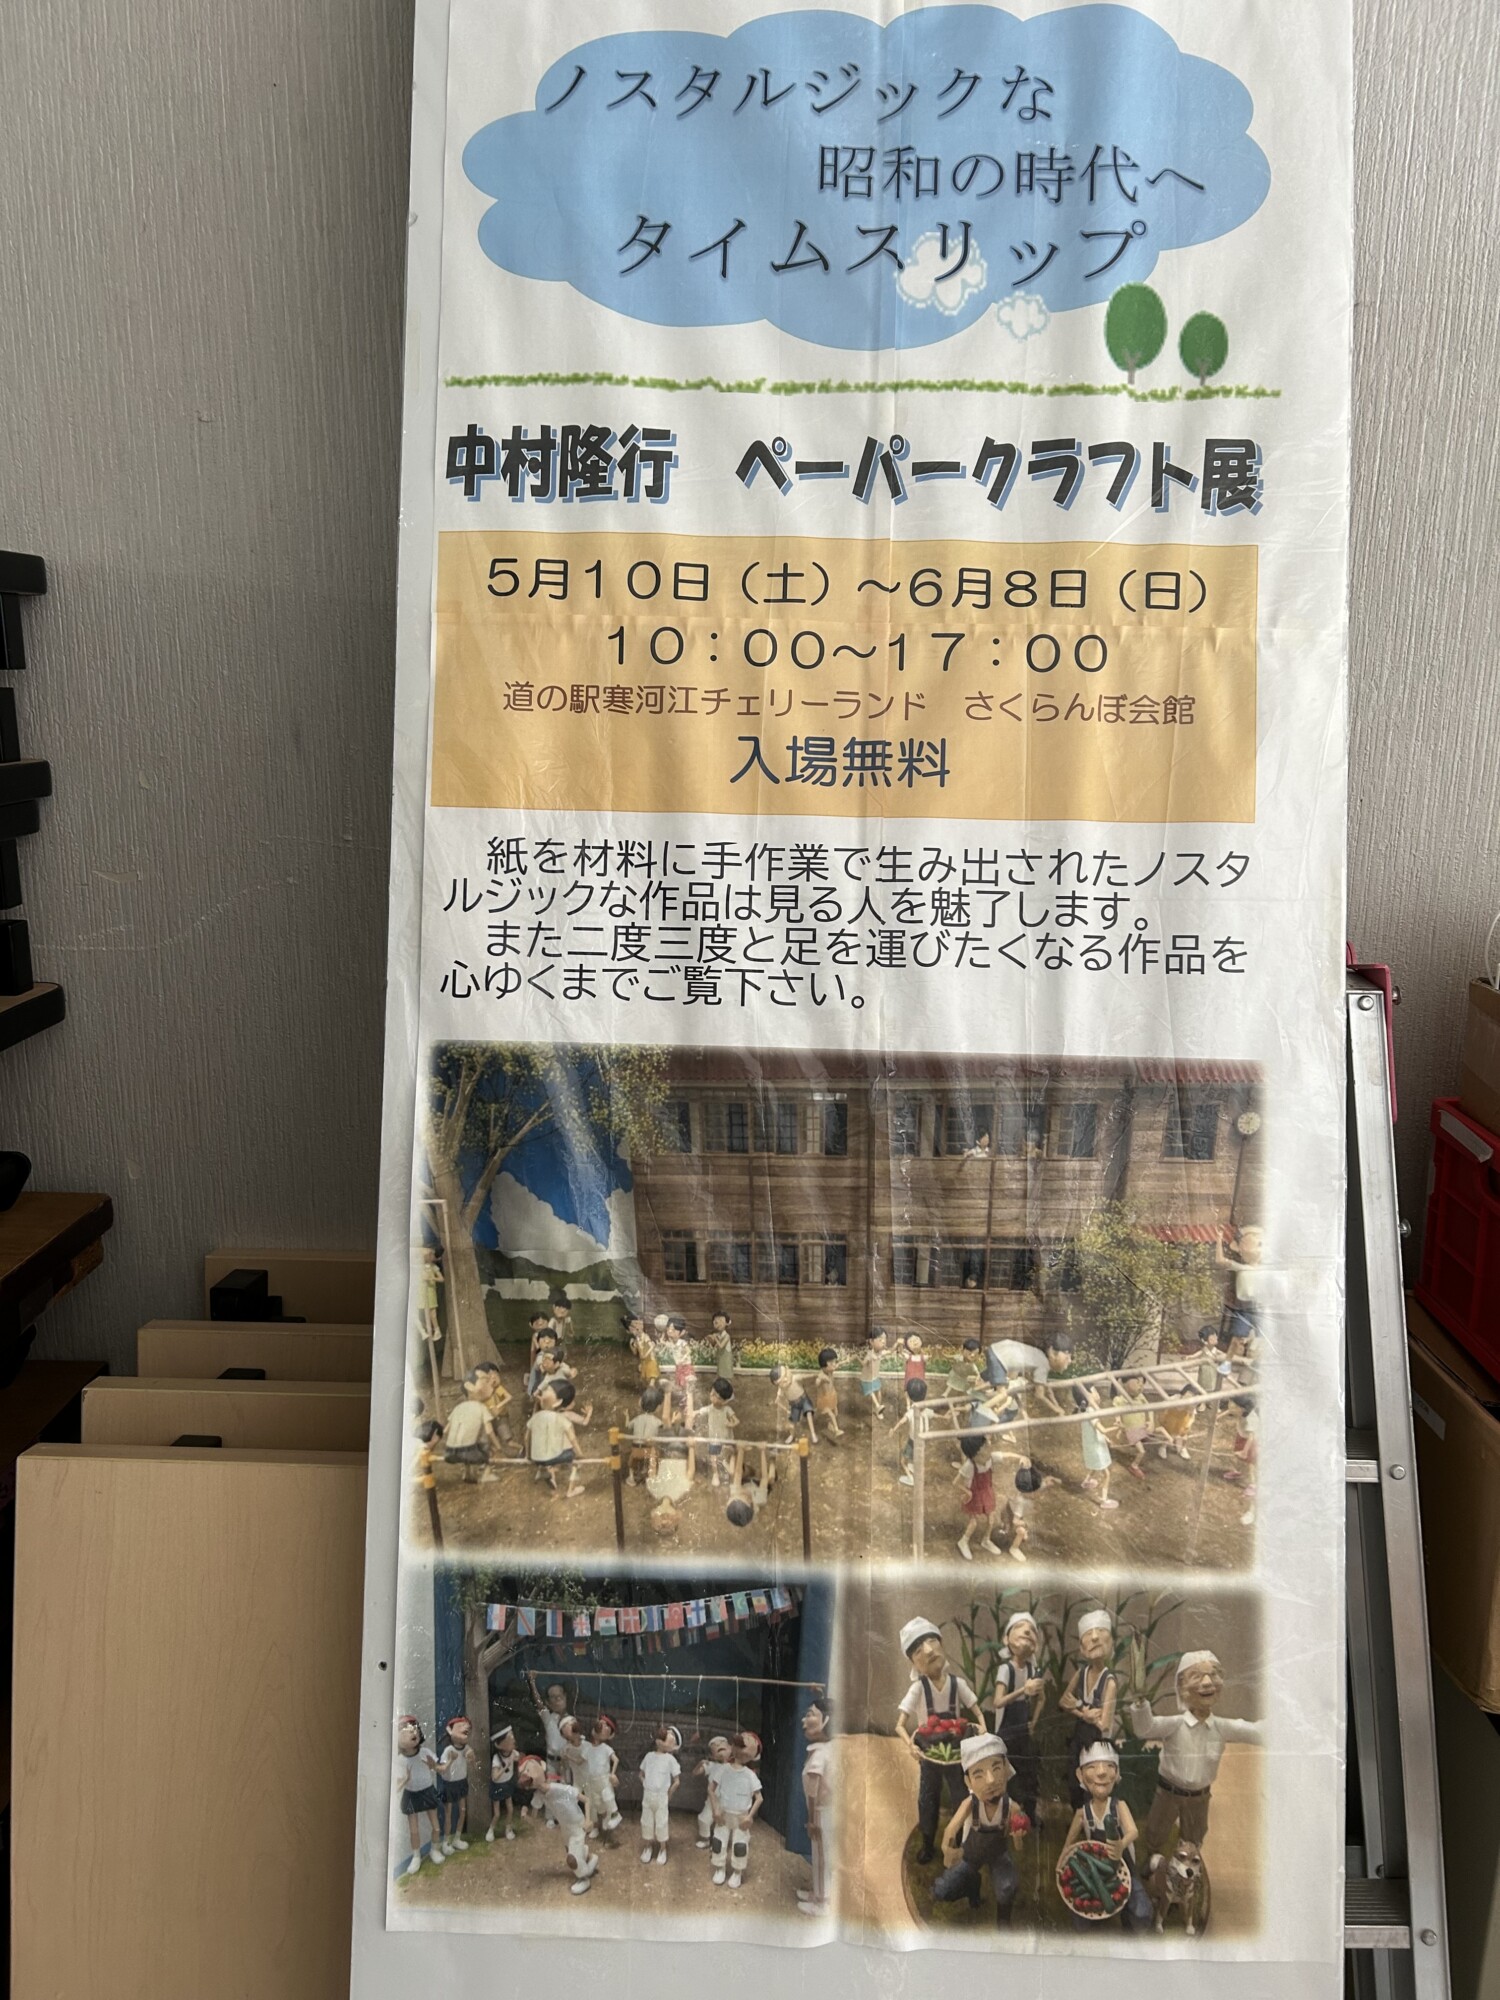 ノスタルジックな
昭和の時代へ
タイムスリップ
中村隆行　ペーパークラフト展
５月１０日（土）～６月８日（日）
１０：００～１７：００
道の駅寒河江チェリーランド　さくらんぼ会館
入場無料
紙を材料に手作業で生み出されたノスタ
ルジックな作品は見る人を魅了します。
また二度三度と足を運びたくなる作品を
心ゆくまでご覧下さい。